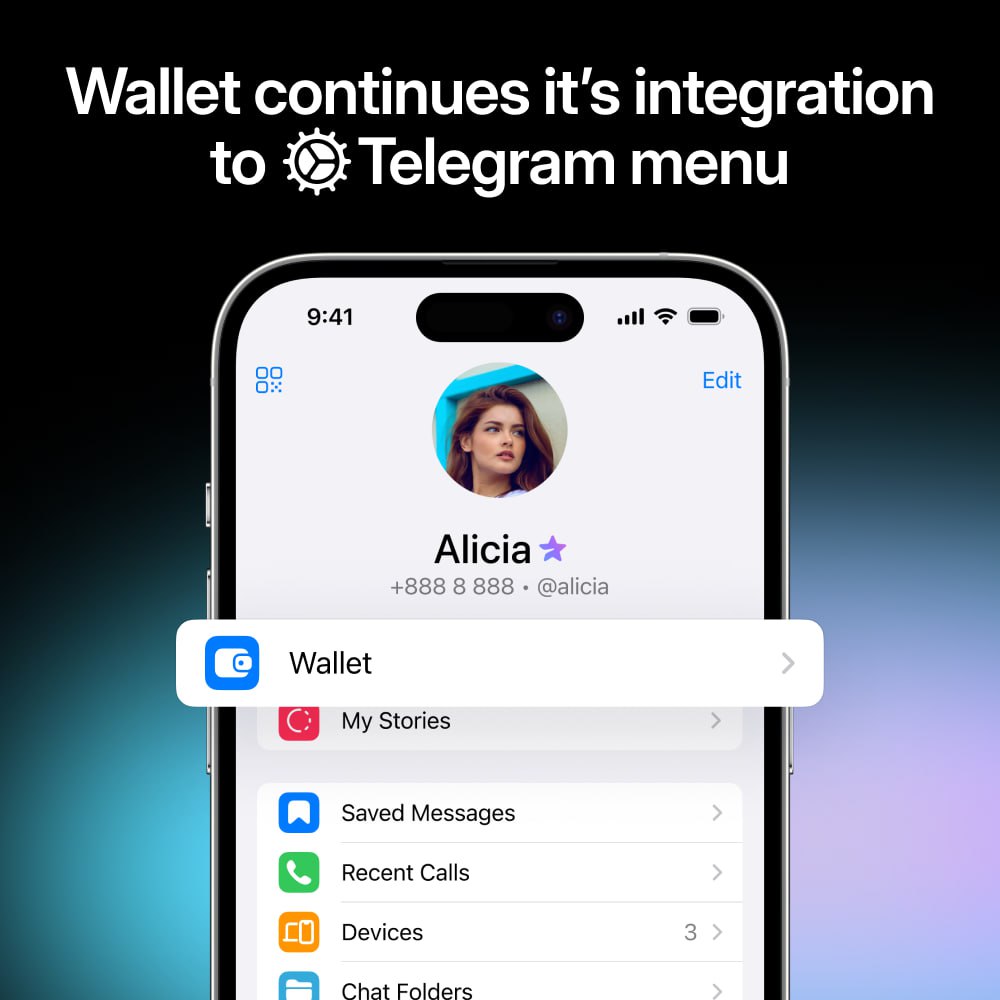 Wallet continues it’s integration
to Telegram menu
9:41
Edit
Alicia
+888 8 888 • @alicia
Wallet
My Stories
Saved Messages
Recent Calls
Devices 3
Chat Folders